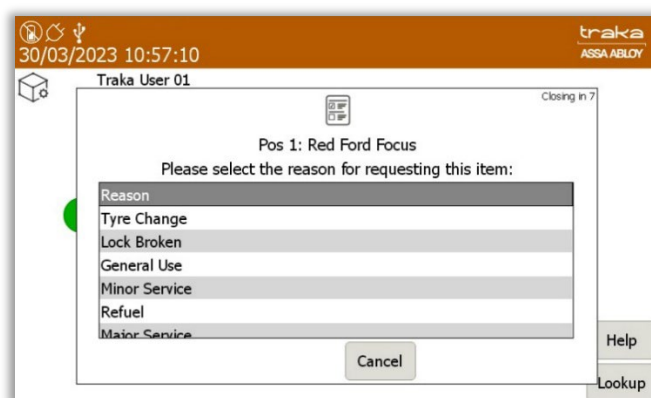 traka
30/03/2023 10:57:10
ASSA ABLOY
Traka User 01
Closing in 7
Pos 1: Red Ford Focus
Please select the reason for requesting this item:
Reason
Tyre Change
Lock Broken
General Use
Minor Service
Refuel
Major Service
Cancel
Help
Lookup